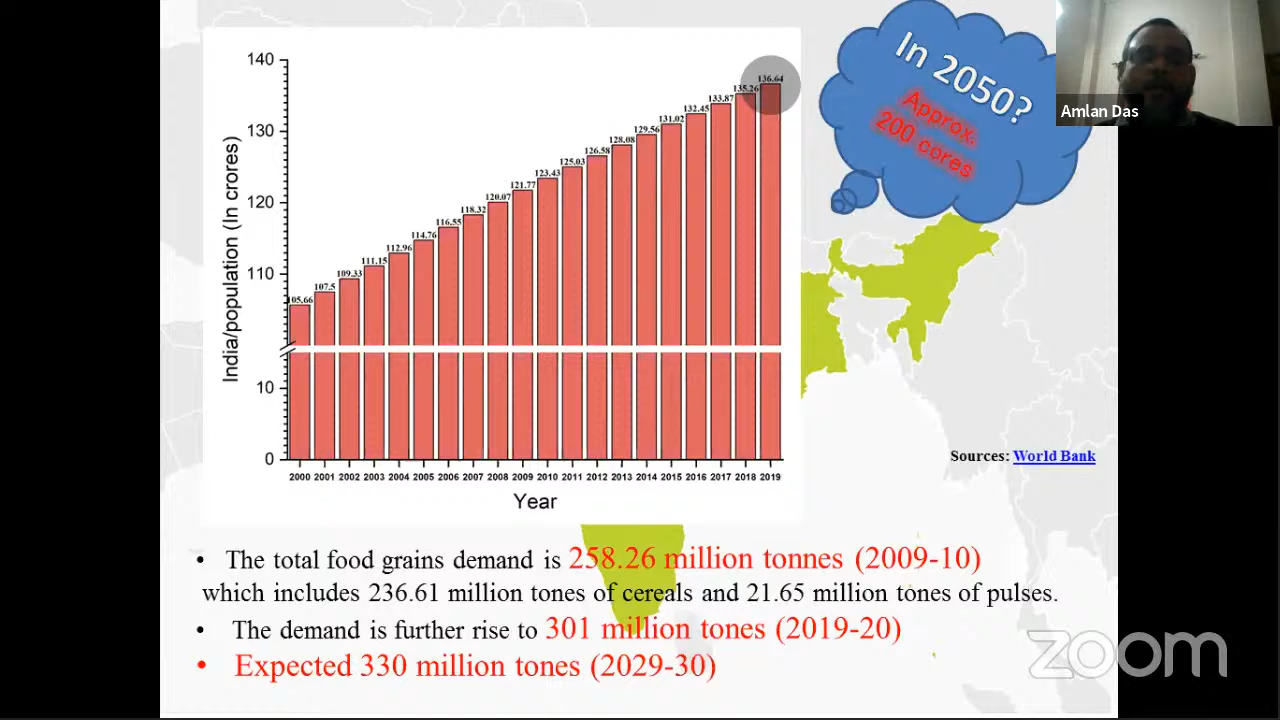 140
130
120
110
10
0
India/population (In crores)
105.66
107.5
109.33
111.15
112.96
114.76
116.55
118.32
120.07
121.77
123.43
125.03
126.58
128.08
129.56
131.02
132.45
133.87
135.26
136.64
2000 2001 2002 2003 2004 2005 2006 2007 2008 2009 2010 2011 2012 2013 2014 2015 2016 2017 2018 2019
Year
In 2050?
Approx.
200 cores
Amlan Das
Sources: World Bank
• The total food grains demand is 258.26 million tonnes (2009-10)
which includes 236.61 million tones of cereals and 21.65 million tones of pulses.
• The demand is further rise to 301 million tones (2019-20)
• Expected 330 million tones (2029-30)
zoom